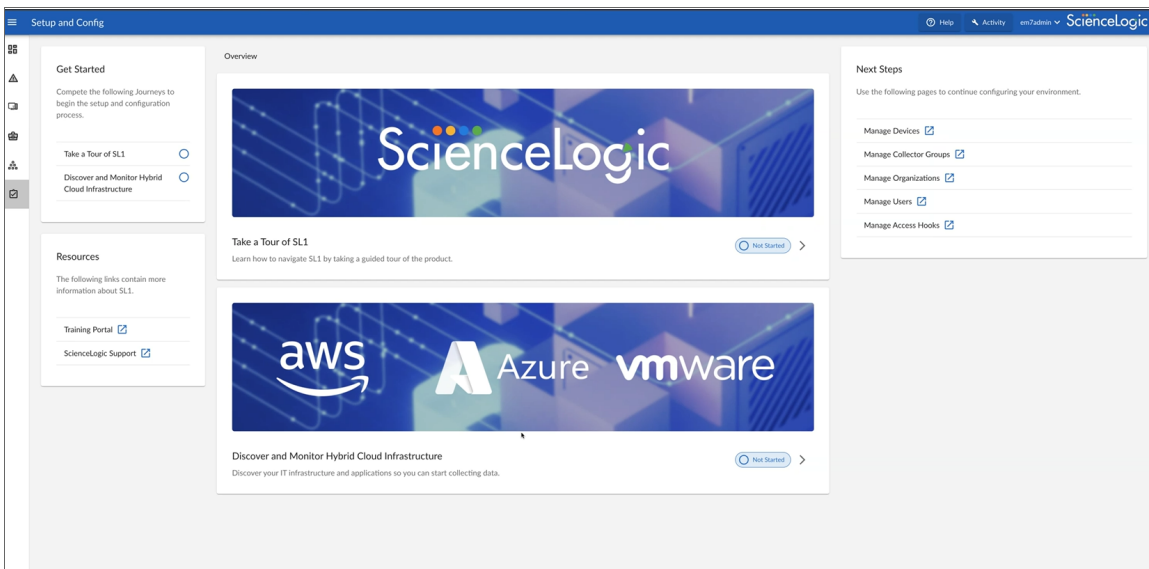 Setup and Config
Help
Activity
em7admin
ScienceLogic
Get Started
Compete the following Journeys to
begin the setup and configuration
process.
Take a Tour of SL1
Discover and Monitor Hybrid
Cloud Infrastructure
Resources
The following links contain more
information about SL1.
Training Portal
ScienceLogic Support
Overview
ScienceLogic
Take a Tour of SL1
Not Started
Learn how to navigate SL1 by taking a guided tour of the product.
aws
Azure
vmware
Discover and Monitor Hybrid Cloud Infrastructure
Not Started
Discover your IT infrastructure and applications so you can start collecting data.
Next Steps
Use the following pages to continue configuring your environment.
Manage Devices
Manage Collector Groups
Manage Organizations
Manage Users
Manage Access Hooks